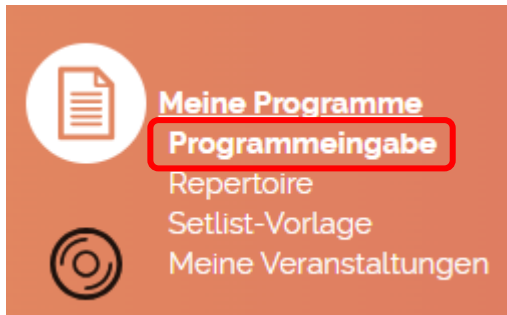 Meine Programme
Programmeingabe
Repertoire
Setlist-Vorlage
Meine Veranstaltungen